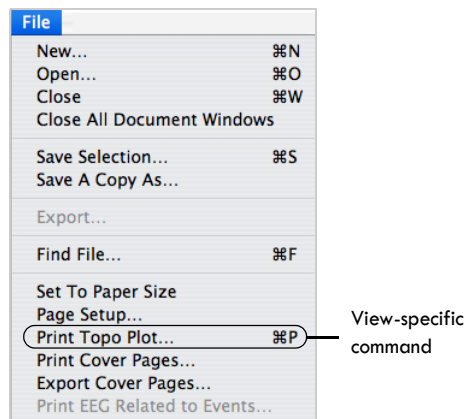 File
New... ⌘N
Open... ⌘O
Close ⌘W
Close All Document Windows
Save Selection... ⌘S
Save A Copy As...
Export...
Find File... ⌘F
Set To Paper Size
Page Setup...
Print Topo Plot... ⌘P
Print Cover Pages...
Export Cover Pages...
Print EEG Related to Events...
View-specific
command